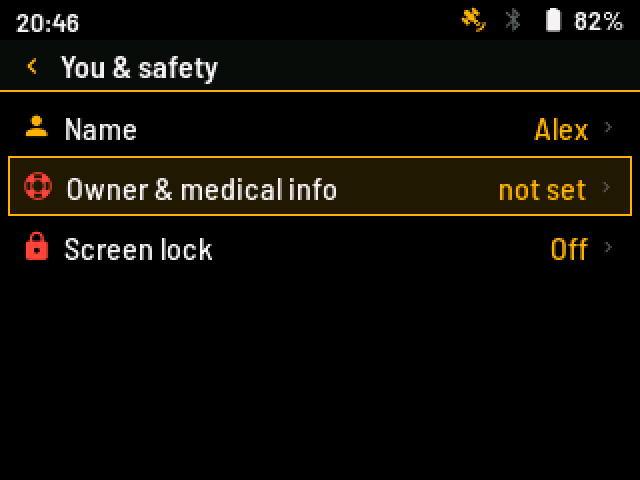 20:46 82%
You & safety
Name Alex
Owner & medical info not set
Screen lock Off